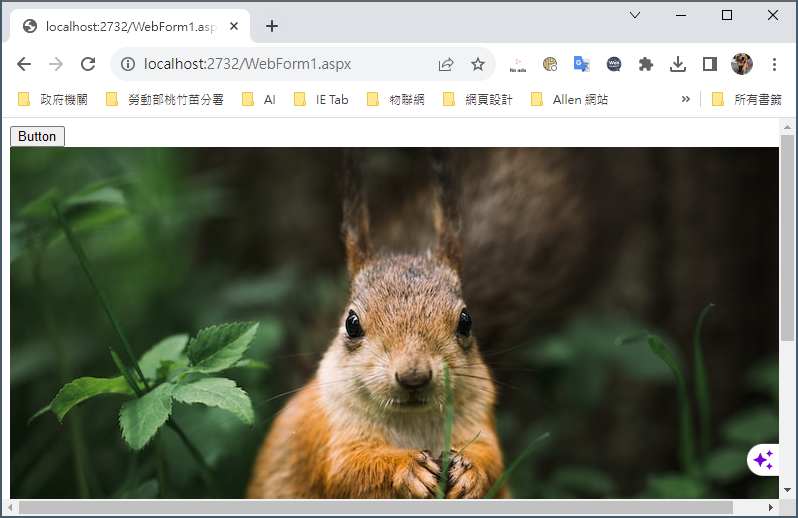 localhost:2732/WebForm1.asp
localhost:2732/WebForm1.aspx
No ads
政府機關 勞動部桃竹苗分署 AI IE Tab 物聯網 網頁設計 Allen 網站 » 所有書籤
Button